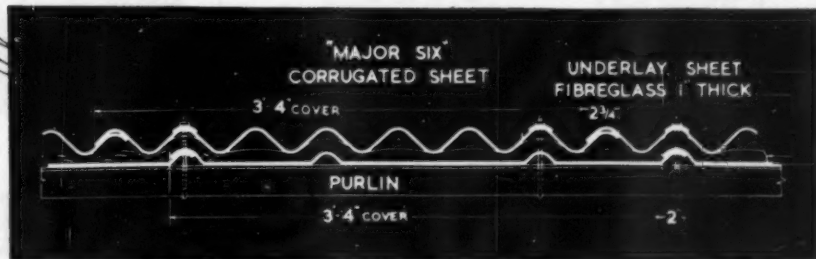 "MAJOR SIX"
CORRUGATED SHEET
UNDERLAY SHEET
FIBREGLASS 1" THICK
3' 4" COVER
2¾"
PURLIN
3' 4" COVER
2"